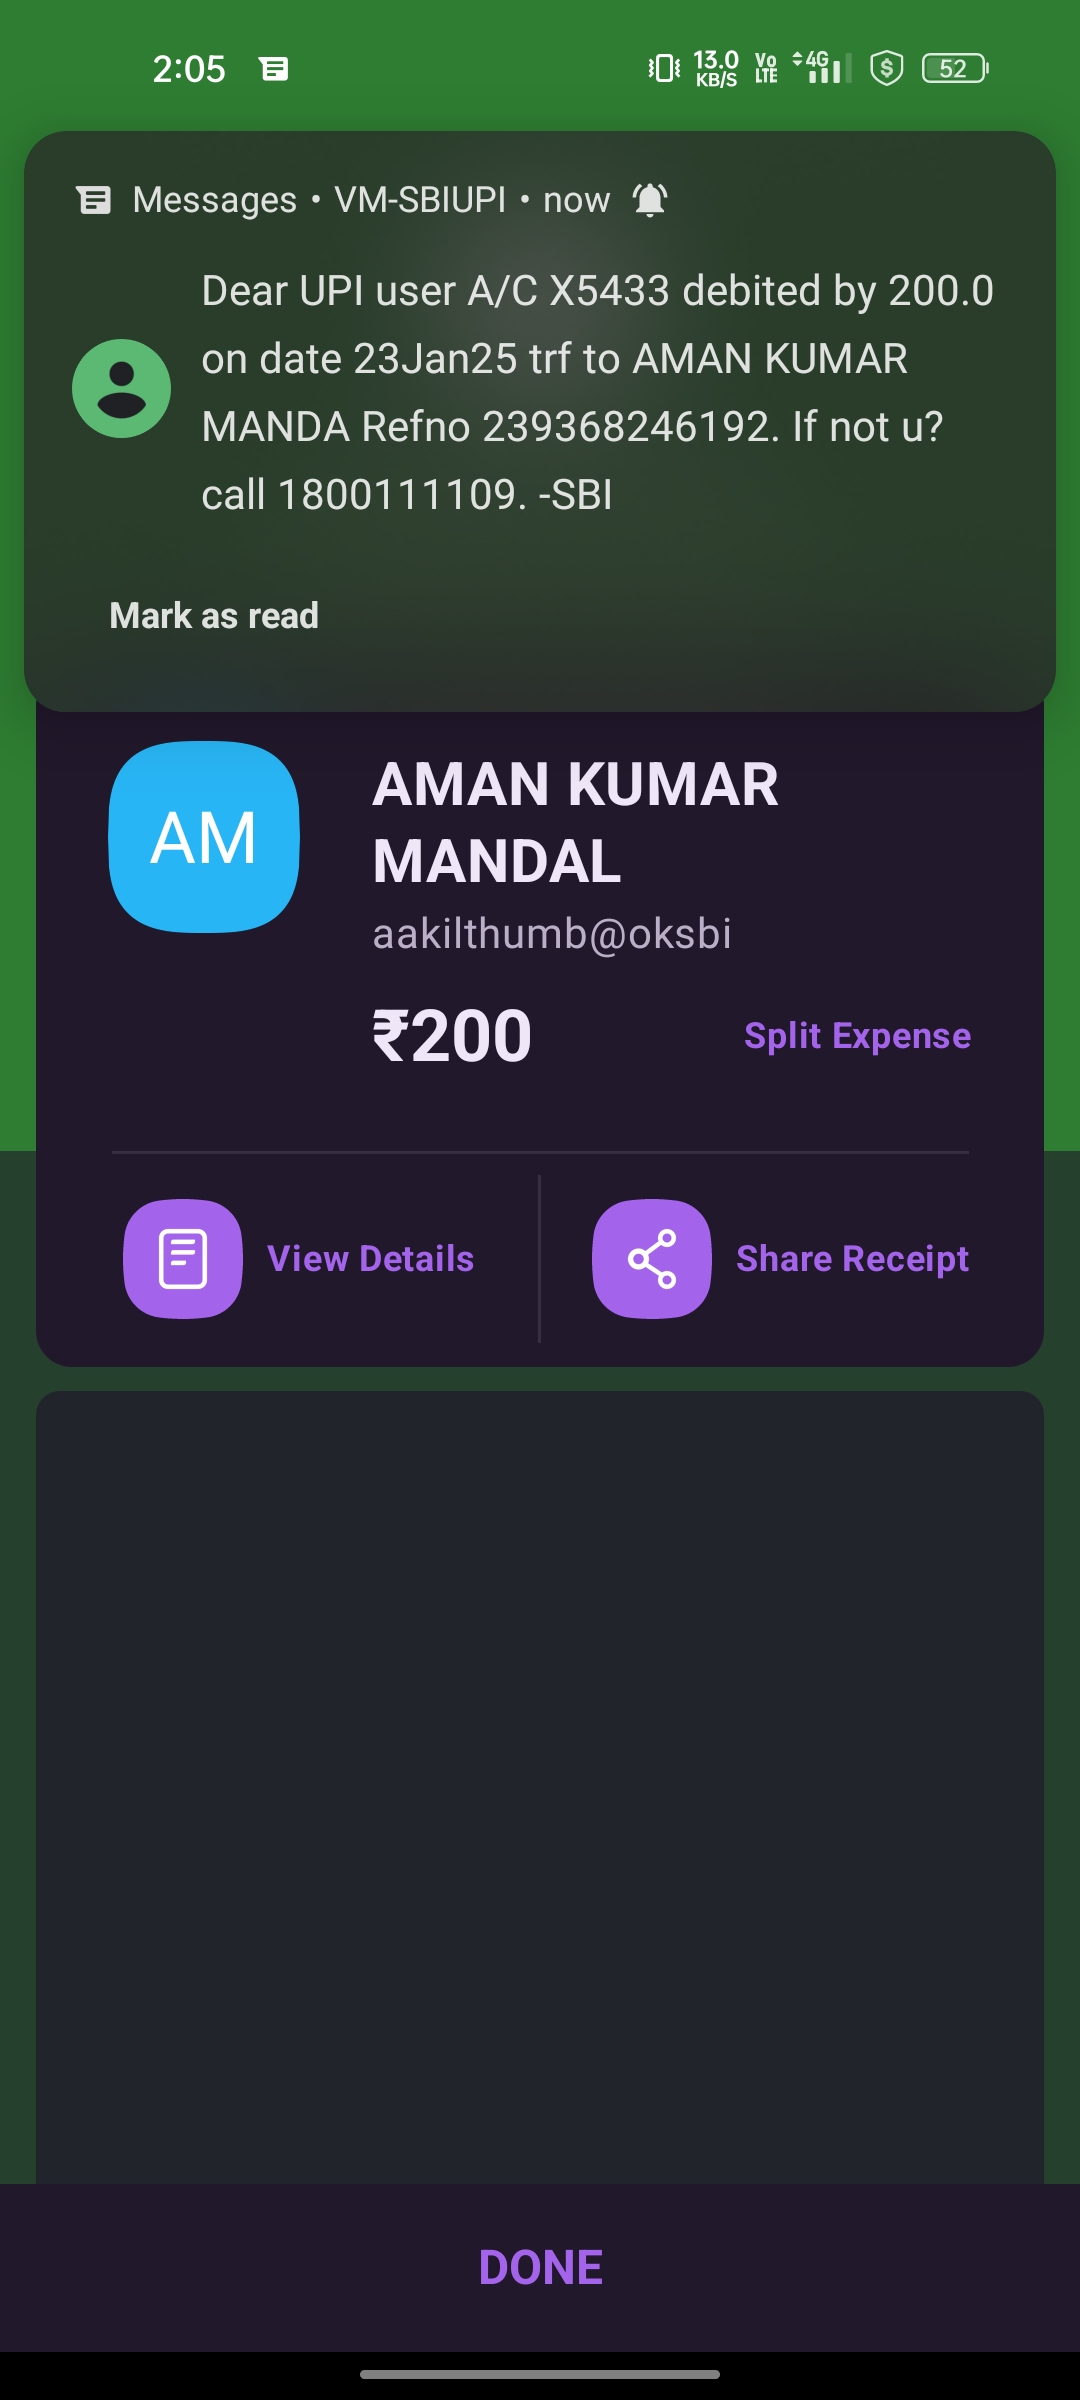 2:05 13.0 KB/S Vo LTE 4G $ 52
Messages • VM-SBIUPI • now
Dear UPI user A/C X5433 debited by 200.0
on date 23Jan25 trf to AMAN KUMAR
MANDA Refno 239368246192. If not u?
call 1800111109. -SBI
Mark as read
AM
AMAN KUMAR
MANDAL
aakilthumb@oksbi
₹200
Split Expense
View Details
Share Receipt
DONE